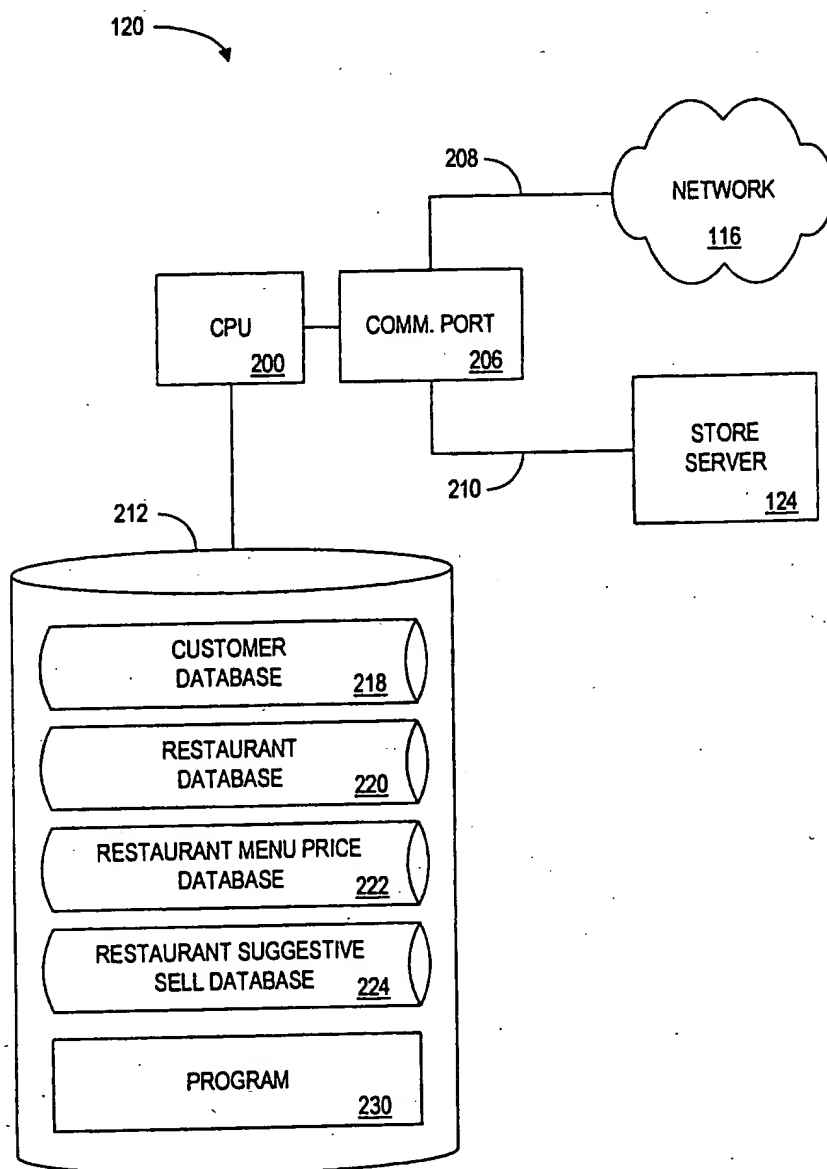 120
208
NETWORK
116
CPU
200
COMM. PORT
206
STORE
SERVER
124
210
212
CUSTOMER
DATABASE
218
RESTAURANT
DATABASE
220
RESTAURANT MENU PRICE
DATABASE
222
RESTAURANT SUGGESTIVE
SELL DATABASE
224
PROGRAM
230